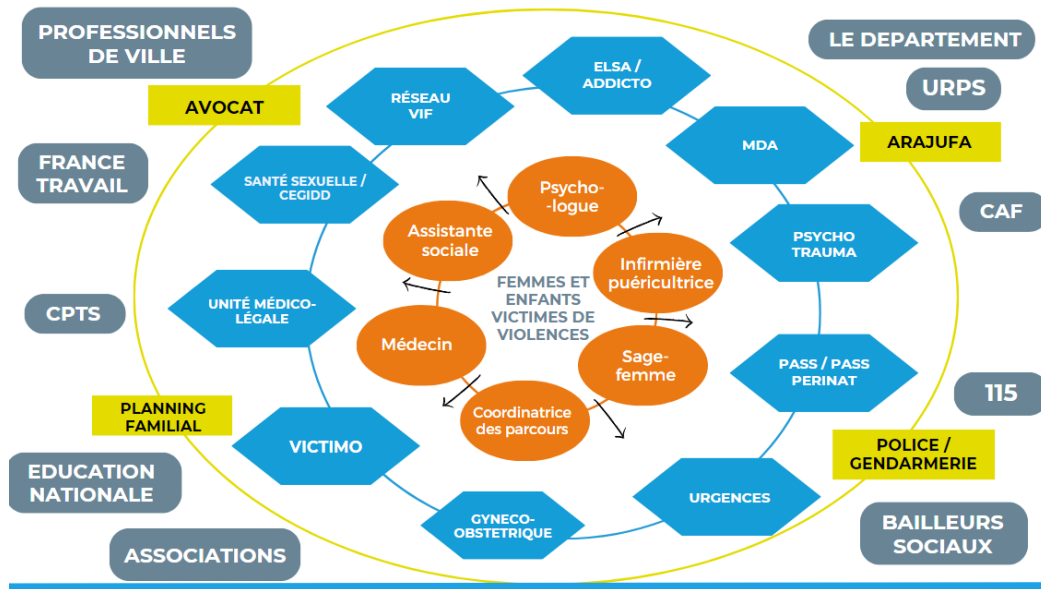 PROFESSIONNELS
DE VILLE
LE DEPARTEMENT
URPS
ELSA /
ADDICTO
RÉSEAU
VIF
AVOCAT
MDA
ARAJUFA
FRANCE
TRAVAIL
SANTÉ SEXUELLE /
CEGIDD
Psycho-
-logue
CAF
Assistante
sociale
PSYCHO
TRAUMA
Infirmière
puéricultrice
FEMMES ET
ENFANTS
VICTIMES DE
VIOLENCES
CPTS
UNITÉ MÉDICO-
LÉGALE
Médecin
Sage-
femme
PASS / PASS
PERINAT
115
PLANNING
FAMILIAL
Coordinatrice
des parcours
VICTIMO
POLICE /
GENDARMERIE
EDUCATION
NATIONALE
URGENCES
GYNECO-
OBSTETRIQUE
BAILLEURS
SOCIAUX
ASSOCIATIONS